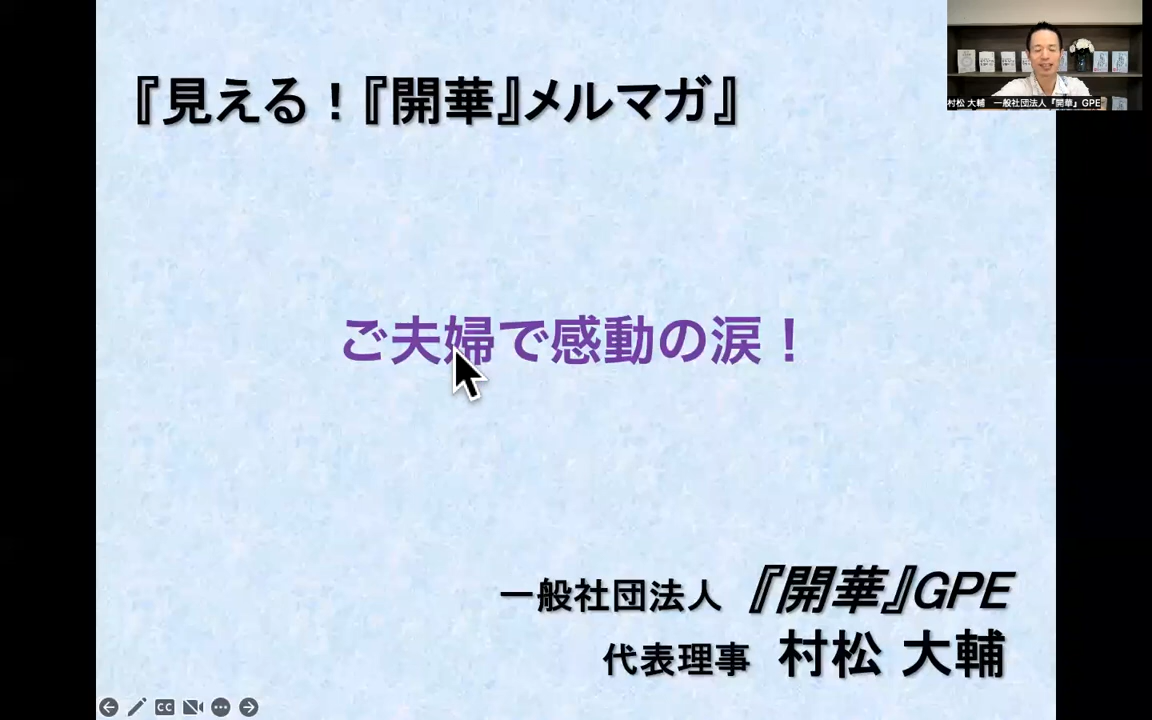 『見える！『開華』メルマガ』
村松 大輔 一般社団法人『開華』GPE
ご夫婦で感動の涙！
一般社団法人 『開華』GPE
代表理事 村松 大輔
CC